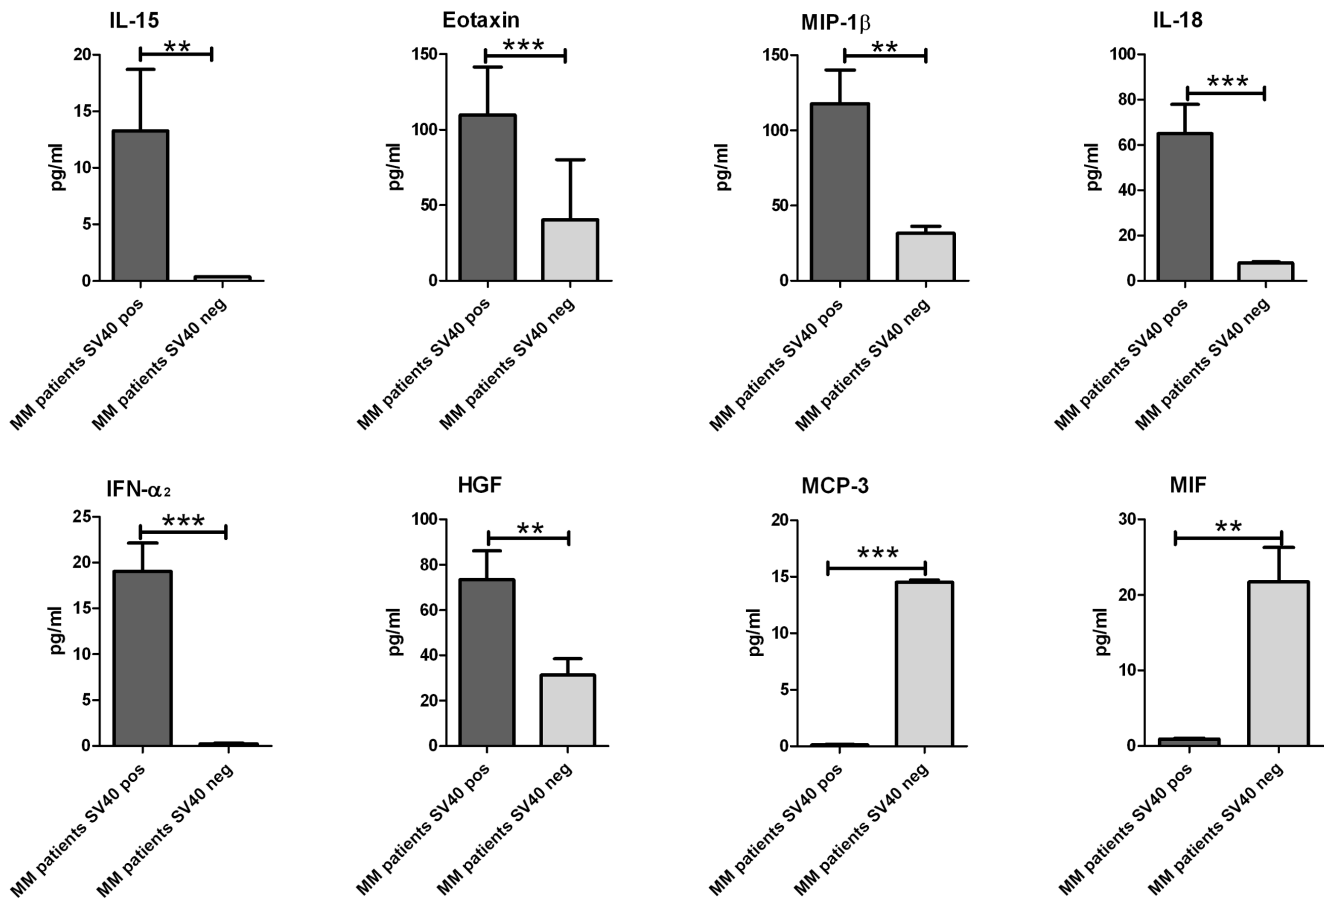 IL-15
**
pg/ml
20
15
10
5
0
MM patients SV40 pos
MM patients SV40 neg
Eotaxin
***
pg/ml
150
100
50
0
MM patients SV40 pos
MM patients SV40 neg
MIP-1β
**
pg/ml
150
100
50
0
MM patients SV40 pos
MM patients SV40 neg
IL-18
***
pg/ml
100
80
60
40
20
0
MM patients SV40 pos
MM patients SV40 neg
IFN-α₂
***
pg/ml
25
20
15
10
5
0
MM patients SV40 pos
MM patients SV40 neg
HGF
**
pg/ml
100
80
60
40
20
0
MM patients SV40 pos
MM patients SV40 neg
MCP-3
***
pg/ml
20
15
10
5
0
MM patients SV40 pos
MM patients SV40 neg
MIF
**
pg/ml
30
20
10
0
MM patients SV40 pos
MM patients SV40 neg